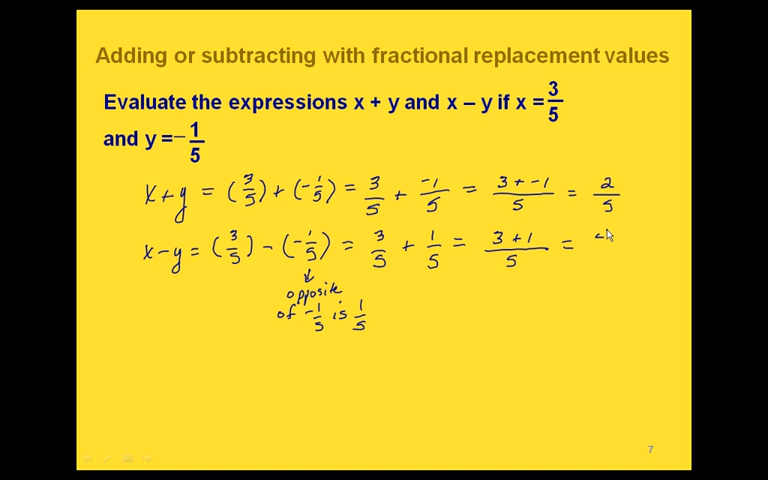 Adding or subtracting with fractional replacement values
Evaluate the expressions x + y and x – y if x = 3/5
and y = – 1/5
x+y = (3/5) + (-1/5) = 3/5 + -1/5 = 3 + -1/5 = 2/5
x-y = (3/5) - (-1/5) = 3/5 + 1/5 = 3+1/5 =
↓
opposite
of -1/5 is 1/5
7